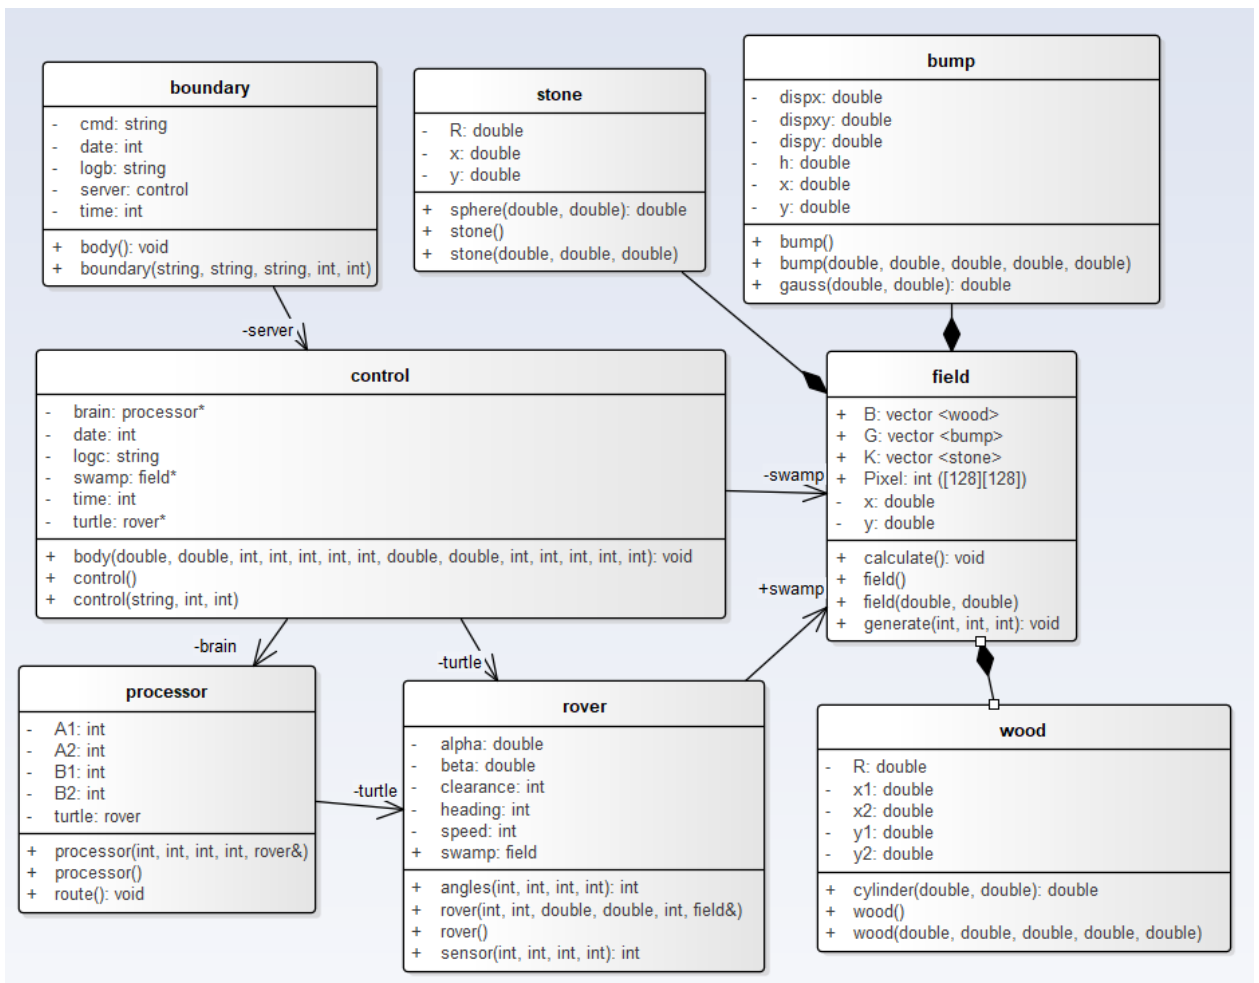 boundary
- cmd: string
- date: int
- logb: string
- server: control
- time: int
+ body(): void
+ boundary(string, string, string, int, int)
stone
- R: double
- x: double
- y: double
+ sphere(double, double): double
+ stone()
+ stone(double, double, double)
bump
- dispx: double
- dispxy: double
- dispy: double
- h: double
- x: double
- y: double
+ bump()
+ bump(double, double, double, double, double)
+ gauss(double, double): double
-server
control
- brain: processor*
- date: int
- logc: string
- swamp: field*
- time: int
- turtle: rover*
+ body(double, double, int, int, int, int, int, double, double, int, int, int, int, int): void
+ control()
+ control(string, int, int)
-swamp
+swamp
field
+ B: vector <wood>
+ G: vector <bump>
+ K: vector <stone>
+ Pixel: int ([128][128])
- x: double
- y: double
+ calculate(): void
+ field()
+ field(double, double)
+ generate(int, int, int): void
-brain
-turtle
processor
- A1: int
- A2: int
- B1: int
- B2: int
- turtle: rover
+ processor(int, int, int, int, rover&)
+ processor()
+ route(): void
-turtle
rover
- alpha: double
- beta: double
- clearance: int
- heading: int
- speed: int
+ swamp: field
+ angles(int, int, int, int): int
+ rover(int, int, double, double, int, field&)
+ rover()
+ sensor(int, int, int, int): int
wood
- R: double
- x1: double
- x2: double
- y1: double
- y2: double
+ cylinder(double, double): double
+ wood()
+ wood(double, double, double, double, double)